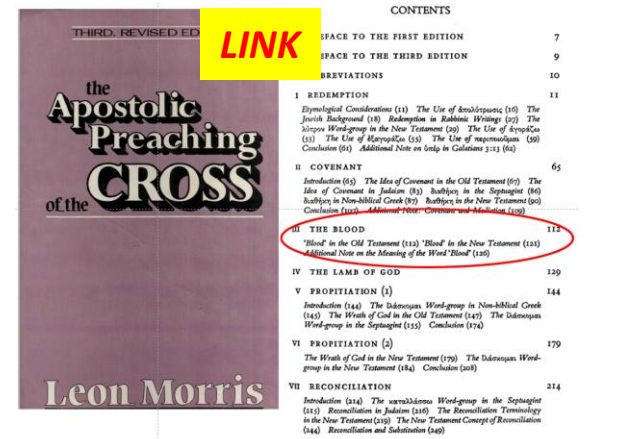 THIRD, REVISED ED
LINK
the
Apostolic
Preaching
of the CROSS
Leon Morris
CONTENTS
EFACE TO THE FIRST EDITION 7
EFACE TO THE THIRD EDITION 9
BBREVIATIONS 10
I REDEMPTION 11
Etymological Considerations (11) The Use of ἀπολύτρωσις (16) The
Jewish Background (18) Redemption in Rabbinic Writings (27) The
λύτρον Word-group in the New Testament (29) The Use of ἀγοράζω
(53) The Use of ἐξαγοράζω (55) The Use of περιποιοῦμαι (59)
Conclusion (61) Additional Note on ὑπέρ in Galatians 3:13 (62)
II COVENANT 65
Introduction (65) The Idea of Covenant in the Old Testament (67) The
Idea of Covenant in Judaism (83) διαθήκη in the Septuagint (86)
διαθήκη in Non-biblical Greek (87) διαθήκη in the New Testament (90)
Conclusion (107) Additional Note: Covenant and Mediation (109)
III THE BLOOD 112
'Blood' in the Old Testament (112) 'Blood' in the New Testament (121)
Additional Note on the Meaning of the Word 'Blood' (126)
IV THE LAMB OF GOD 129
V PROPITIATION (1) 144
Introduction (144) The ἱλάσκομαι Word-group in Non-biblical Greek
(145) The Wrath of God in the Old Testament (147) The ἱλάσκομαι
Word-group in the Septuagint (155) Conclusion (174)
VI PROPITIATION (2) 179
The Wrath of God in the New Testament (179) The ἱλάσκομαι Word-
group in the New Testament (184) Conclusion (208)
VII RECONCILIATION 214
Introduction (214) The καταλλάσσω Word-group in the Septuagint
(215) Reconciliation in Judaism (216) The Reconciliation Terminology
in the New Testament (219) The New Testament Concept of Reconciliation
(244) Reconciliation and Substitution (249)